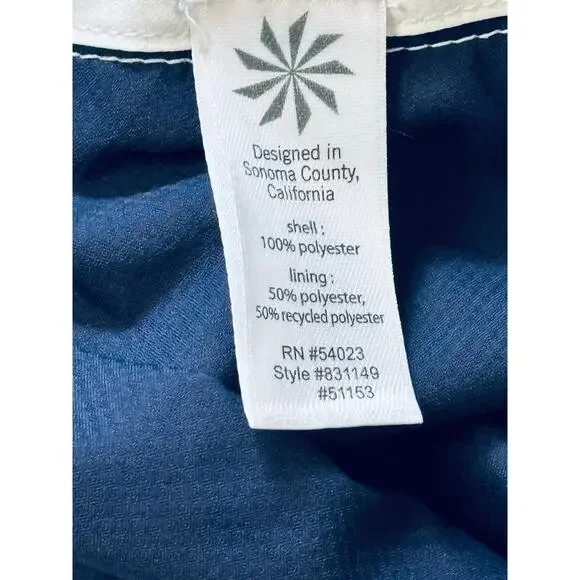 Designed in
Sonoma County,
California
shell :
100% polyester
lining :
50% polyester,
50% recycled polyester
RN #54023
Style #831149
#51153